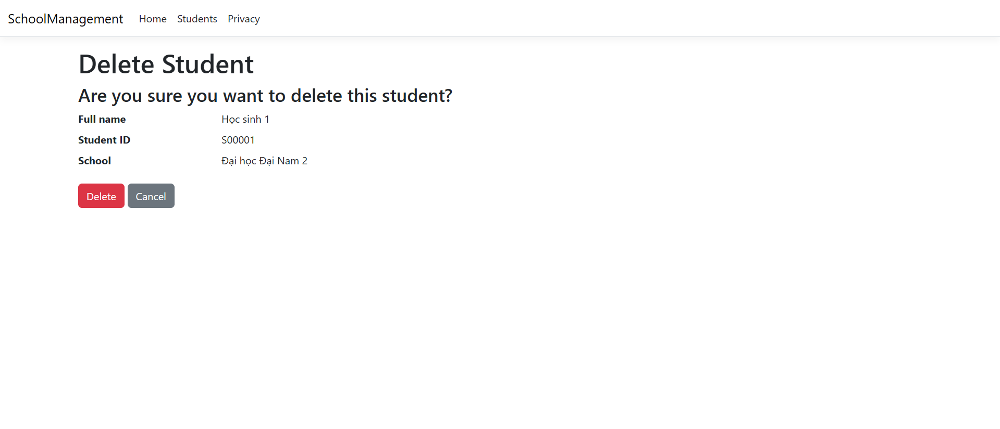 SchoolManagement Home Students Privacy
Delete Student
Are you sure you want to delete this student?
Full name Học sinh 1
Student ID S00001
School Đại học Đại Nam 2
Delete Cancel